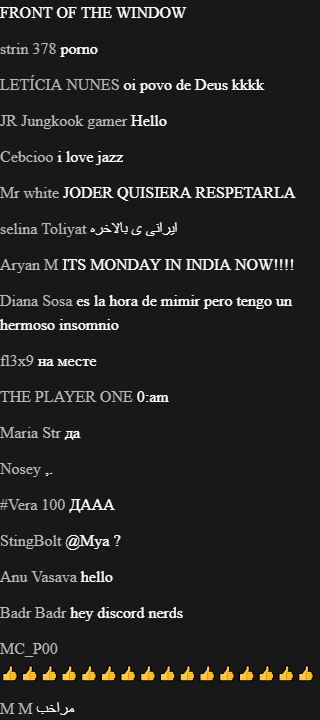 FRONT OF THE WINDOW
strin 378 porno
LETÍCIA NUNES oi povo de Deus kkkk
JR Jungkook gamer Hello
Cebcioo i love jazz
Mr white JODER QUISIERA RESPETARLA
selina Toliyat ایرانی ی بالاخره
Aryan M ITS MONDAY IN INDIA NOW!!!!
Diana Sosa es la hora de mimir pero tengo un
hermoso insomnio
fl3x9 на месте
THE PLAYER ONE 0:am
Maria Str да
Nosey ,.
#Vera 100 ДААА
StingBolt @Mya ?
Anu Vasava hello
Badr Badr hey discord nerds
MC_P00
👍👍👍👍👍👍👍👍👍👍👍👍👍👍👍👍
M M مراخب